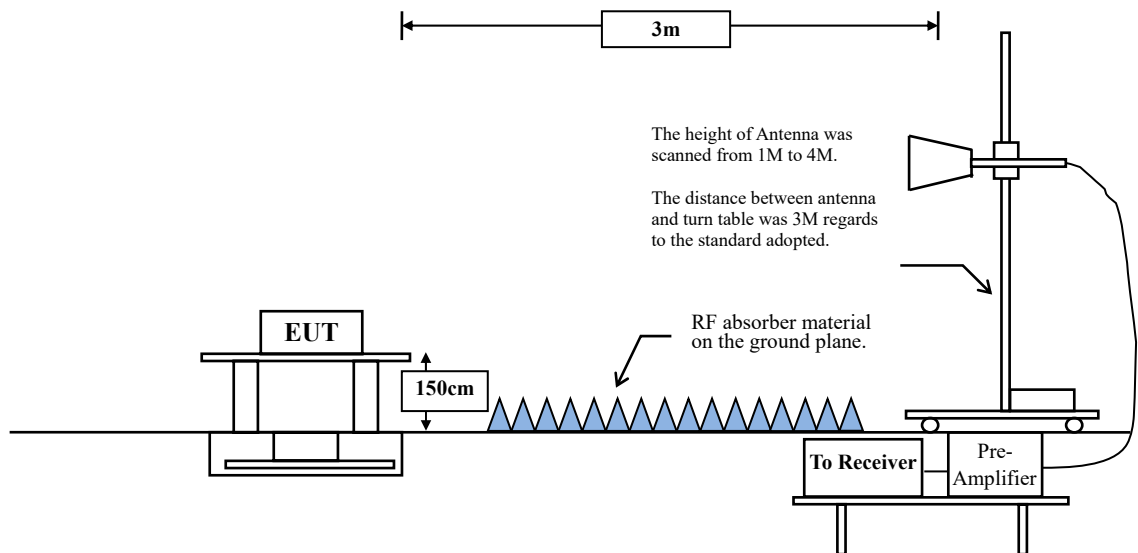 3m
The height of Antenna was
scanned from 1M to 4M.
The distance between antenna
and turn table was 3M regards
to the standard adopted.
RF absorber material
on the ground plane.
EUT
150cm
To Receiver
Pre-
Amplifier